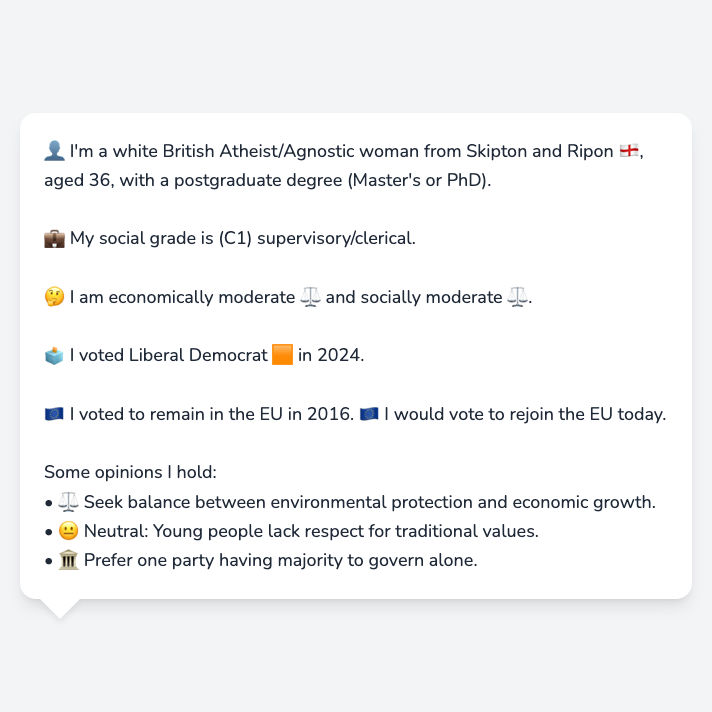 👤 I'm a white British Atheist/Agnostic woman from Skipton and Ripon 🏴󠁧󠁢󠁥󠁮󠁧󠁿,
aged 36, with a postgraduate degree (Master's or PhD).
💼 My social grade is (C1) supervisory/clerical.
🤔 I am economically moderate ⚖️ and socially moderate ⚖️.
🗳️ I voted Liberal Democrat 🟧 in 2024.
🇪🇺 I voted to remain in the EU in 2016. 🇪🇺 I would vote to rejoin the EU today.
Some opinions I hold:
• ⚖️ Seek balance between environmental protection and economic growth.
• 😐 Neutral: Young people lack respect for traditional values.
• 🏛️ Prefer one party having majority to govern alone.